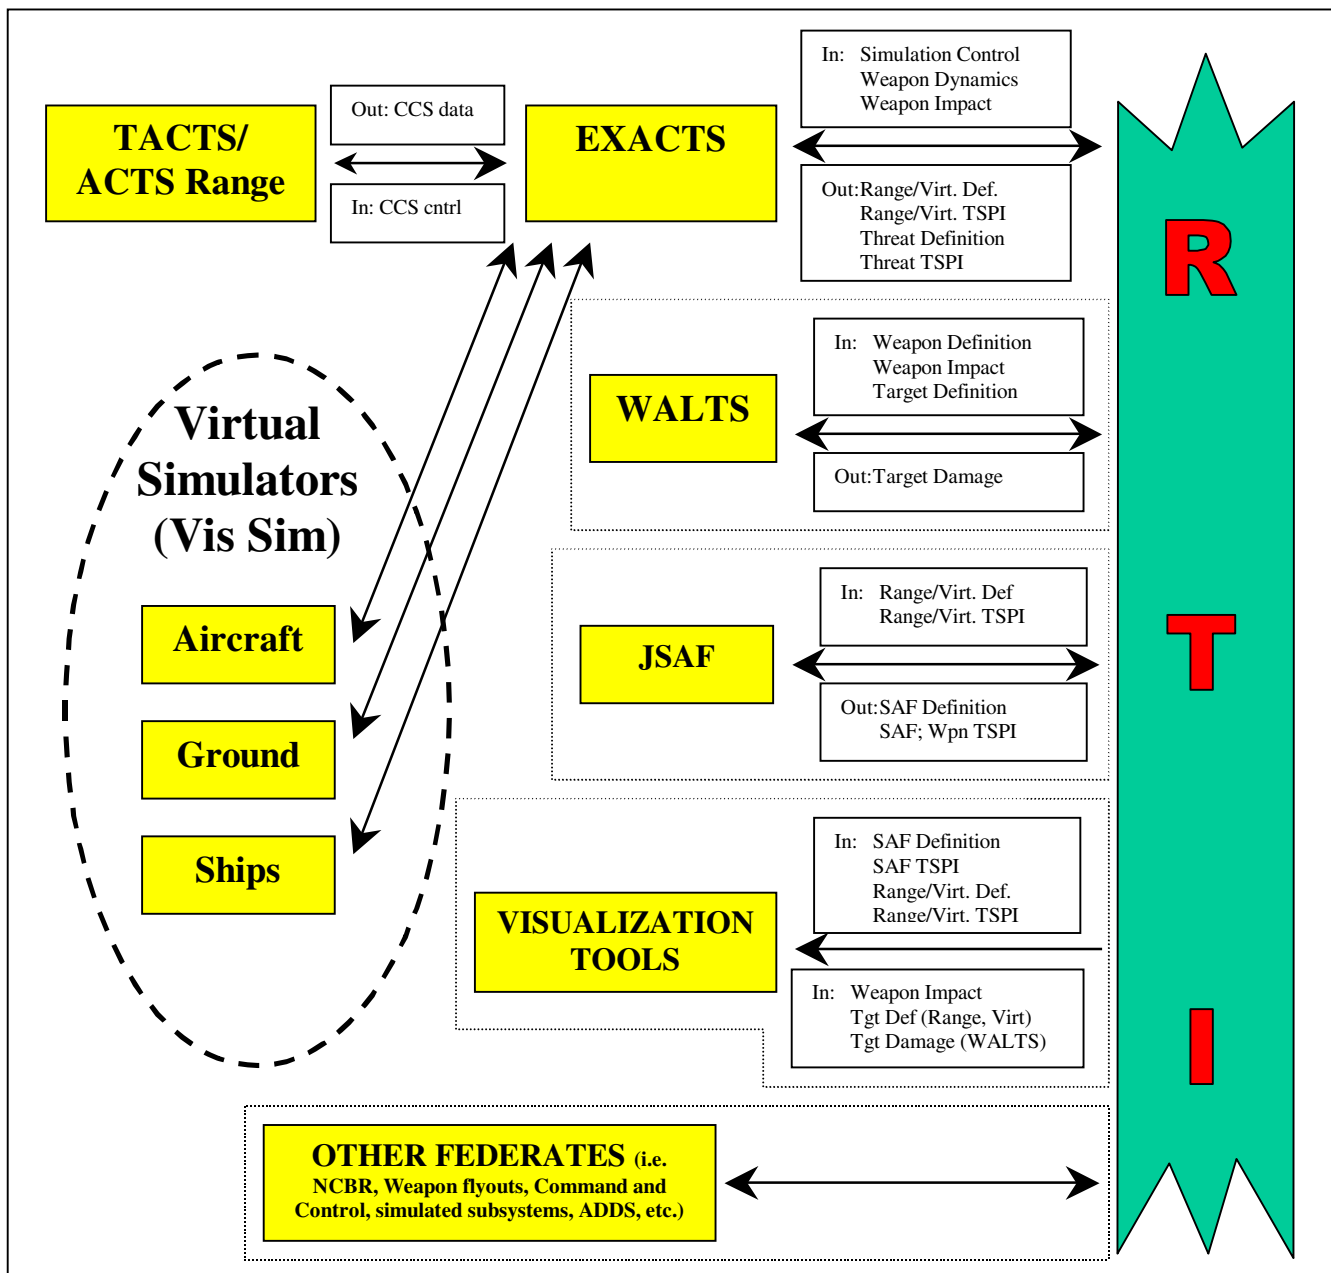 TACTS/
ACTS Range
Out: CCS data
In: CCS cntrl
EXACTS
In: Simulation Control
Weapon Dynamics
Weapon Impact
Out:Range/Virt. Def.
Range/Virt. TSPI
Threat Definition
Threat TSPI
Virtual
Simulators
(Vis Sim)
Aircraft
Ground
Ships
WALTS
In: Weapon Definition
Weapon Impact
Target Definition
Out:Target Damage
JSAF
In: Range/Virt. Def
Range/Virt. TSPI
Out:SAF Definition
SAF; Wpn TSPI
VISUALIZATION
TOOLS
In: SAF Definition
SAF TSPI
Range/Virt. Def.
Range/Virt. TSPI
In: Weapon Impact
Tgt Def (Range, Virt)
Tgt Damage (WALTS)
OTHER FEDERATES (i.e.
NCBR, Weapon flyouts, Command and
Control, simulated subsystems, ADDS, etc.)
R
T
I